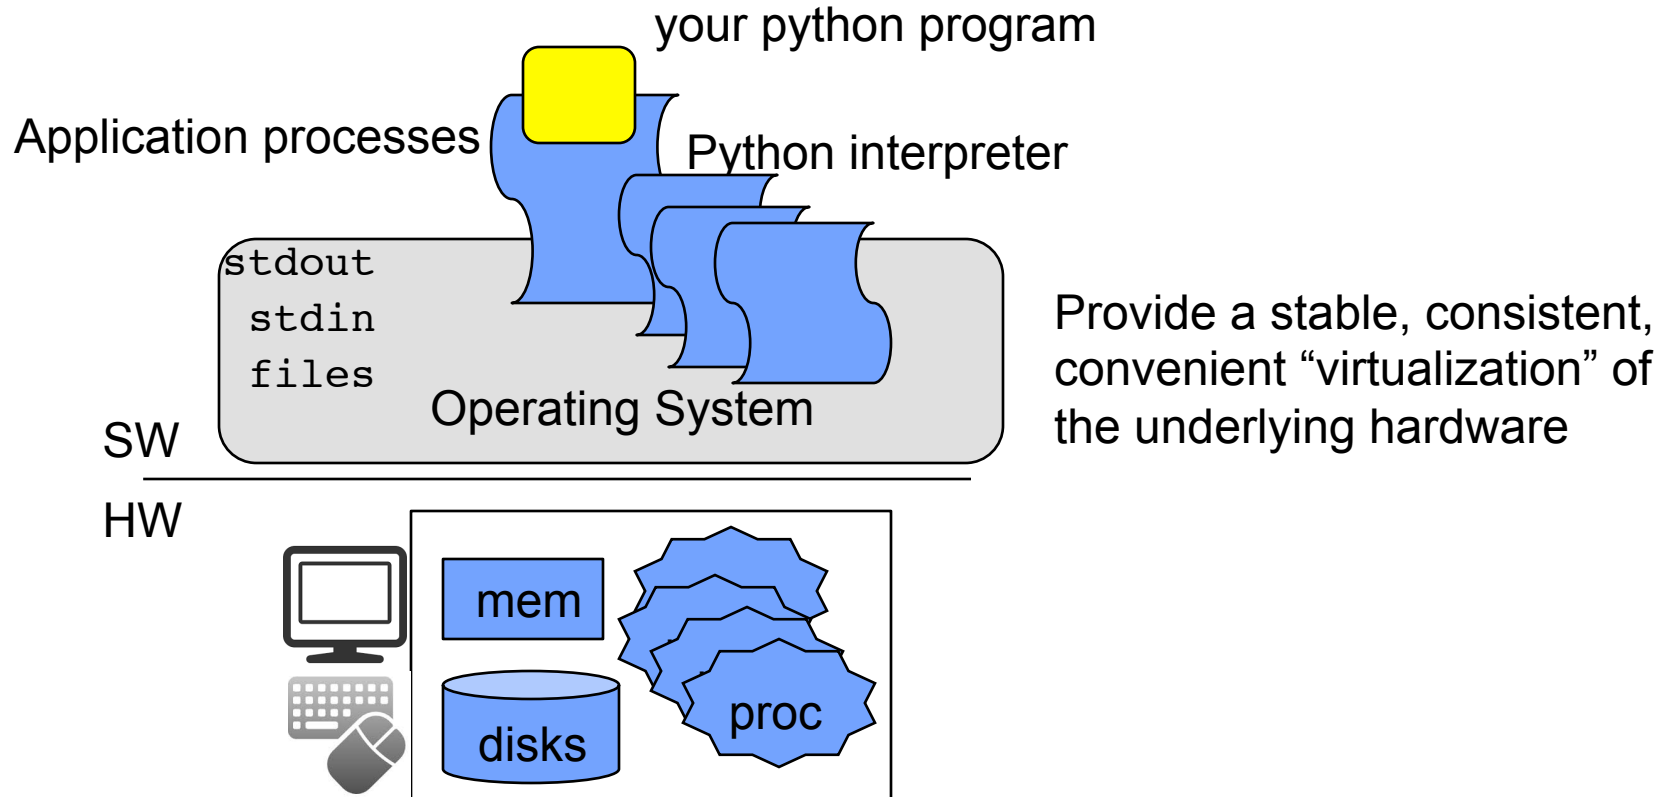 your python program
Application processes
Python interpreter
stdout
stdin
files
Operating System
Provide a stable, consistent,
convenient “virtualization” of
the underlying hardware
SW
HW
mem
disks
proc